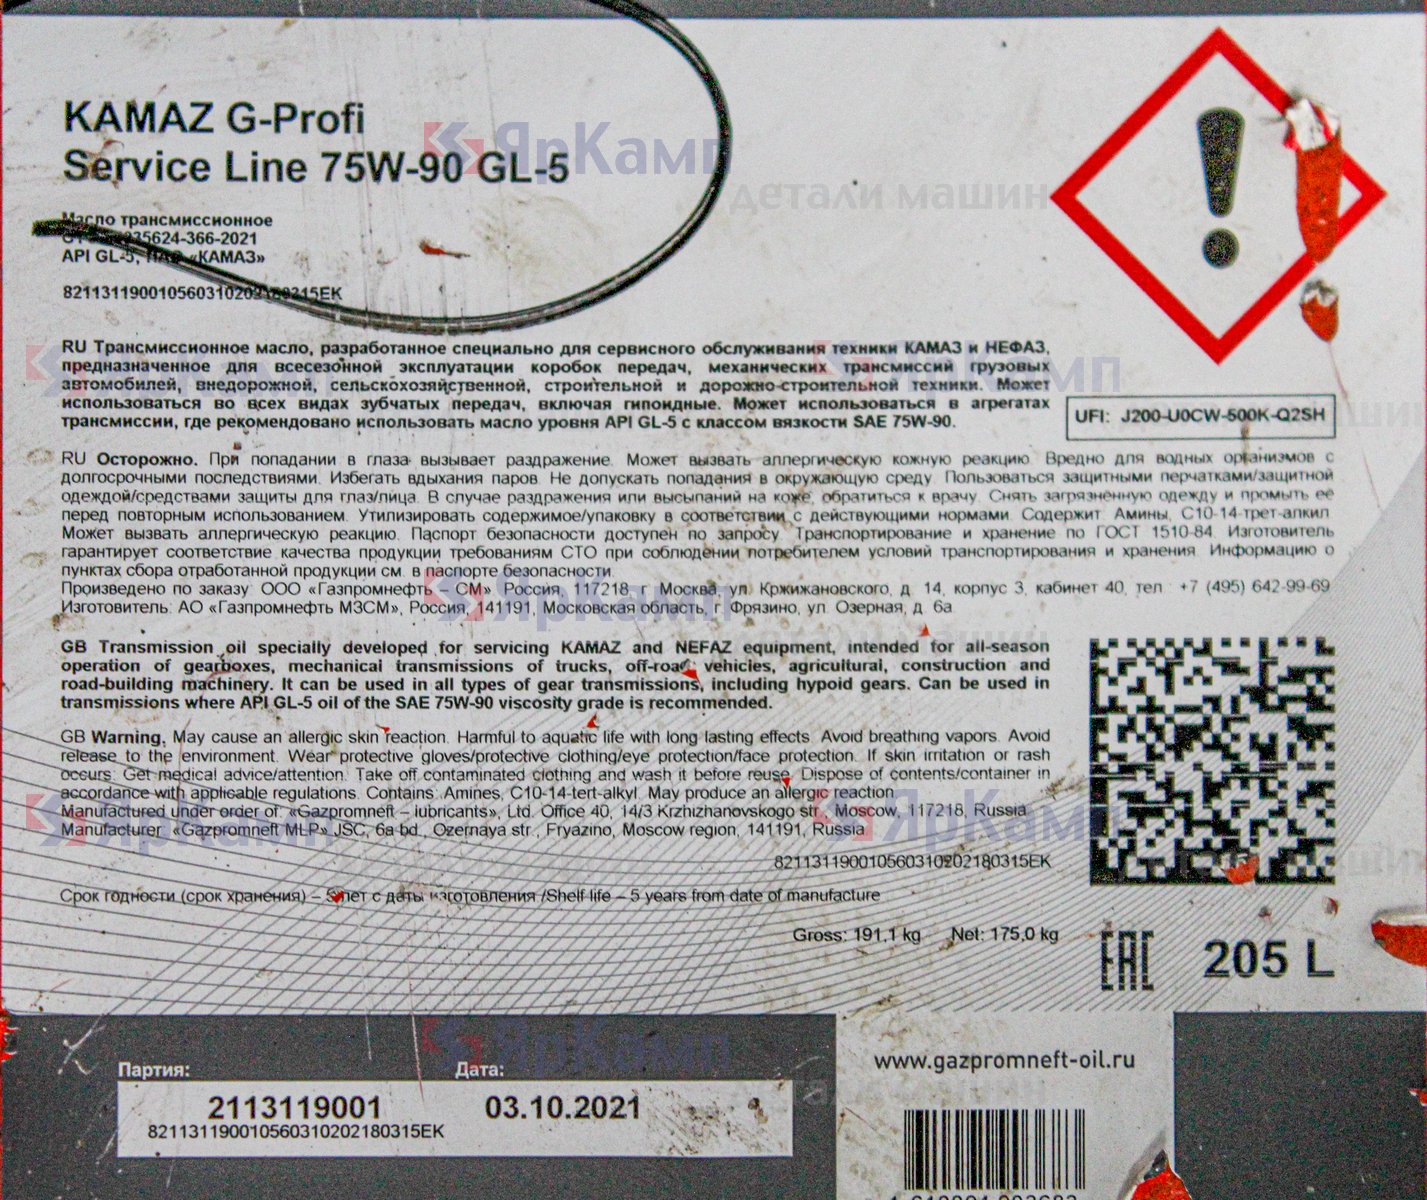 KAMAZ G-Profi
Service Line 75W-90 GL-5
Масло трансмиссионное
35624-366-2021
API GL-5, ПАО «КАМАЗ»
821131190010560310202180315EK
RU Трансмиссионное масло, разработанное специально для сервисного обслуживания техники КАМАЗ и НЕФАЗ,
предназначенное для всесезонной эксплуатации коробок передач, механических трансмиссий грузовых
автомобилей, внедорожной, сельскохозяйственной, строительной и дорожно-строительной техники. Может
использоваться во всех видах зубчатых передач, включая гипоидные. Может использоваться в агрегатах
трансмиссии, где рекомендовано использовать масло уровня API GL-5 с классом вязкости SAE 75W-90.
UFI: J200-U0CW-500K-Q2SH
RU Осторожно. При попадании в глаза вызывает раздражение. Может вызвать аллергическую кожную реакцию. Вредно для водных организмов с
долгосрочными последствиями. Избегать вдыхания паров. Не допускать попадания в окружающую среду. Пользоваться защитными перчатками/защитной
одеждой/средствами защиты для глаз/лица. В случае раздражения или высыпаний на коже, обратиться к врачу. Снять загрязненную одежду и промыть её
перед повторным использованием. Утилизировать содержимое/упаковку в соответствии с действующими нормами. Содержит: Амины, C10-14-трет-алкил.
Может вызвать аллергическую реакцию. Паспорт безопасности доступен по запросу. Транспортирование и хранение по ГОСТ 1510-84. Изготовитель
гарантирует соответствие качества продукции требованиям СТО при соблюдении потребителем условий транспортирования и хранения. Информацию о
пунктах сбора отработанной продукции см. в паспорте безопасности.
Произведено по заказу: ООО «Газпромнефть - СМ» Россия, 117218, г. Москва, ул. Кржижановского, д. 14, корпус 3, кабинет 40, тел. +7 (495) 642-99-69
Изготовитель: АО «Газпромнефть МЗСМ», Россия, 141191, Московская область, г. Фрязино, ул. Озерная, д. 6а
GB Transmission oil specially developed for servicing KAMAZ and NEFAZ equipment, intended for all-season
operation of gearboxes, mechanical transmissions of trucks, off-road vehicles, agricultural, construction and
road-building machinery. It can be used in all types of gear transmissions, including hypoid gears. Can be used in
transmissions where API GL-5 oil of the SAE 75W-90 viscosity grade is recommended.
GB Warning. May cause an allergic skin reaction. Harmful to aquatic life with long lasting effects. Avoid breathing vapors. Avoid
release to the environment. Wear protective gloves/protective clothing/eye protection/face protection. If skin irritation or rash
occurs: Get medical advice/attention. Take off contaminated clothing and wash it before reuse. Dispose of contents/container in
accordance with applicable regulations. Contains: Amines, C10-14-tert-alkyl. May produce an allergic reaction.
Manufactured under order of «Gazpromneft – lubricants», Ltd. Office 40, 14/3 Krzhizhanovskogo str., Moscow, 117218, Russia
Manufacturer: «Gazpromneft MLP» JSC, 6a bd., Ozernaya str., Fryazino, Moscow region, 141191, Russia
821131190010560310202180315EK
Срок годности (срок хранения) – 5 лет с даты изготовления /Shelf life – 5 years from date of manufacture
Gross: 191,1 kg Net: 175,0 kg
EAC 205 L
www.gazpromneft-oil.ru
Партия: Дата:
2113119001 03.10.2021
821131190010560310202180315EK
ЯрКамп
детали машин